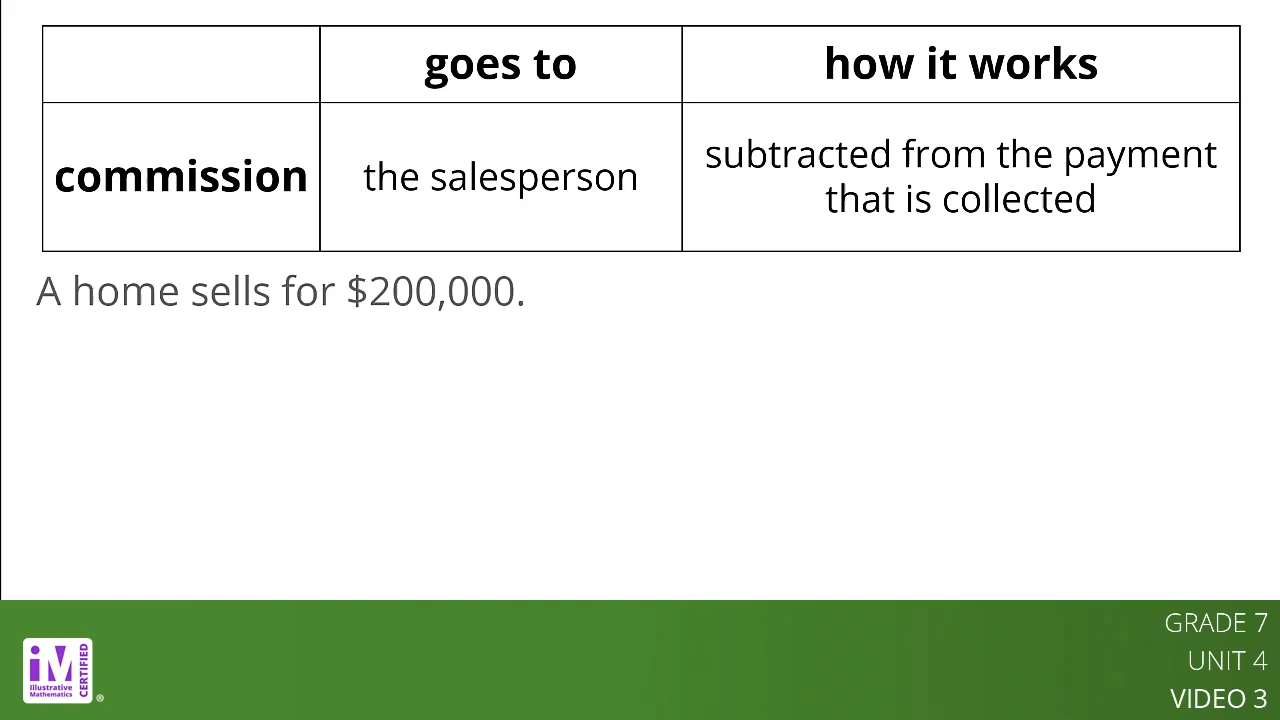 goes to
how it works
commission
the salesperson
subtracted from the payment
that is collected
A home sells for $200,000.
GRADE 7
UNIT 4
VIDEO 3
iM
Illustrative
Mathematics
CERTIFIED
®